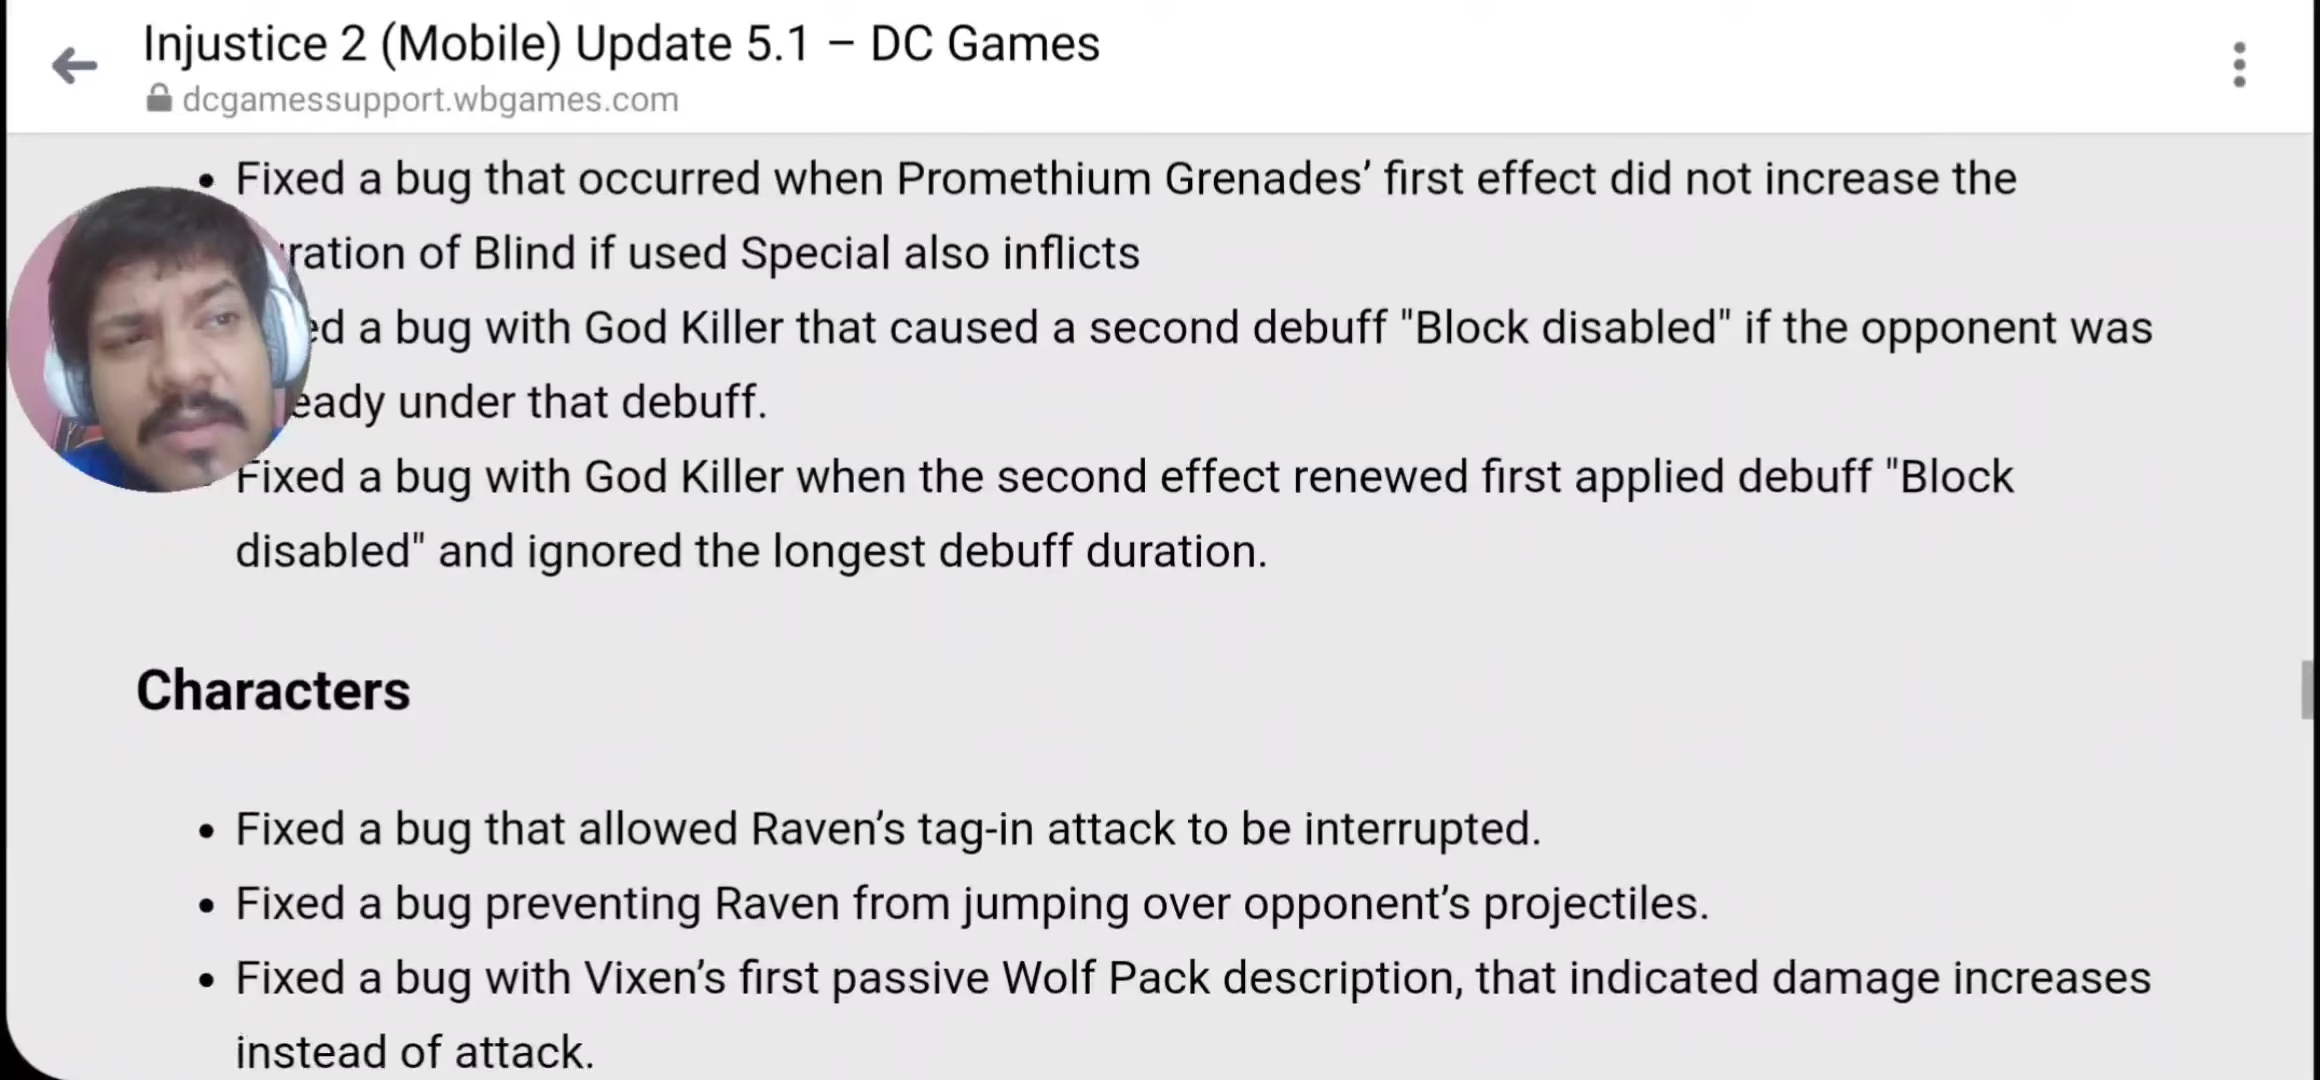 Injustice 2 (Mobile) Update 5.1 – DC Games
dcgamessupport.wbgames.com
• Fixed a bug that occurred when Promethium Grenades’ first effect did not increase the
ration of Blind if used Special also inflicts
ed a bug with God Killer that caused a second debuff "Block disabled" if the opponent was
eady under that debuff.
Fixed a bug with God Killer when the second effect renewed first applied debuff "Block
disabled" and ignored the longest debuff duration.
Characters
• Fixed a bug that allowed Raven’s tag-in attack to be interrupted.
• Fixed a bug preventing Raven from jumping over opponent’s projectiles.
• Fixed a bug with Vixen’s first passive Wolf Pack description, that indicated damage increases
instead of attack.